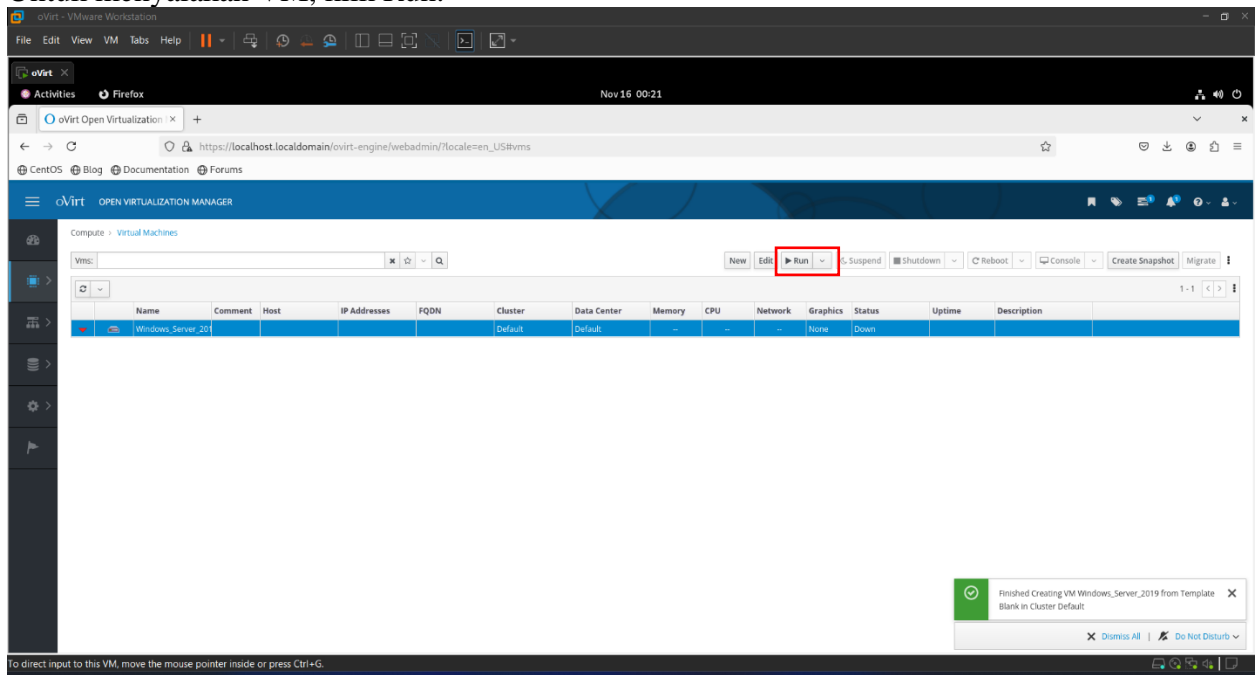 Untuk menyalakan VM, klik Run.
oVirt - VMware Workstation
File Edit View VM Tabs Help
oVirt
Activities Firefox Nov 16 00:21
oVirt Open Virtualization
https://localhost.localdomain/ovirt-engine/webadmin/?locale=en_US#vms
CentOS Blog Documentation Forums
oVirt OPEN VIRTUALIZATION MANAGER
Compute Virtual Machines
Vms: New Edit Run Suspend Shutdown Reboot Console Create Snapshot Migrate
1-1
Name Comment Host IP Addresses FQDN Cluster Data Center Memory CPU Network Graphics Status Uptime Description
Windows_Server_201 Default Default -- -- -- None Down
Finished Creating VM Windows_Server_2019 from Template
Blank in Cluster Default
Dismiss All | Do Not Disturb
To direct input to this VM, move the mouse pointer inside or press Ctrl+G.